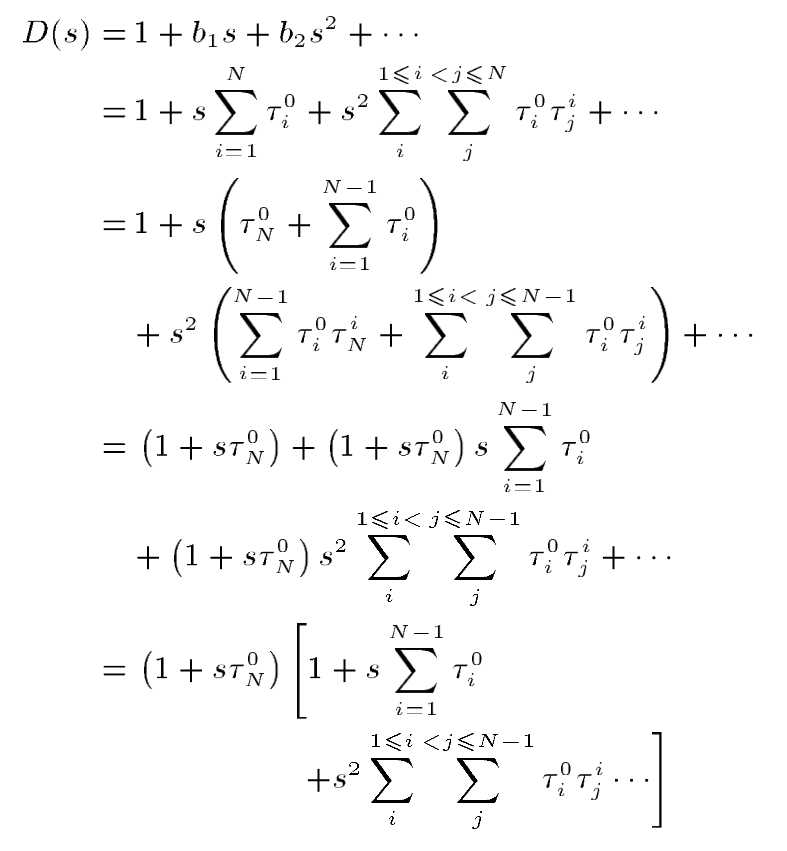 D(s) = 1 + b_1 s + b_2 s^2 + ⋯
= 1 + s \sum_{i=1}^{N} τ_i^0 + s^2 \sum_{i}^{1⩽i} \sum_{j}^{<j⩽N} τ_i^0 τ_j^i + ⋯
= 1 + s ( τ_N^0 + \sum_{i=1}^{N-1} τ_i^0 )
+ s^2 ( \sum_{i=1}^{N-1} τ_i^0 τ_N^i + \sum_{i}^{1⩽i<} \sum_{j}^{j⩽N-1} τ_i^0 τ_j^i ) + ⋯
= (1 + sτ_N^0) + (1 + sτ_N^0) s \sum_{i=1}^{N-1} τ_i^0
+ (1 + sτ_N^0) s^2 \sum_{i}^{1⩽i<} \sum_{j}^{j⩽N-1} τ_i^0 τ_j^i + ⋯
= (1 + sτ_N^0) [ 1 + s \sum_{i=1}^{N-1} τ_i^0
+ s^2 \sum_{i}^{1⩽i} \sum_{j}^{<j⩽N-1} τ_i^0 τ_j^i ⋯ ]